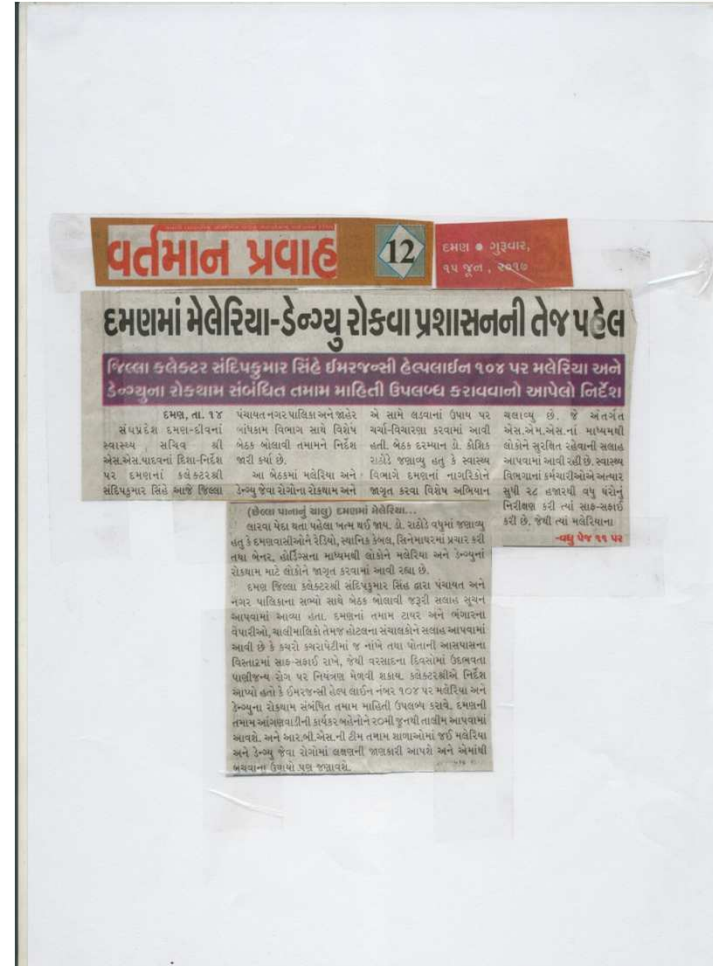 વર્તમાન પ્રવાહ
12
દમણ ● ગુરૂવાર,
૧૫ જૂન, ૨૦૧૭
દમણમાં મેલેરિયા-ડેન્ગ્યુ રોકવા પ્રશાસનની તેજ પહેલ
જિલ્લા કલેક્ટર સંદિપકુમાર સિંહે ઈમરજન્સી હેલ્પલાઈન ૧૦૪ પર મલેરિયા અને
ડેન્ગ્યુના રોકથામ સંબંધિત તમામ માહિતી ઉપલબ્ધ કરાવવાનો આપેલો નિર્દેશ
દમણ, તા. ૧૪
સંઘપ્રદેશ દમણ-દીવનાં
સ્વાસ્થ્ય સચિવ શ્રી
એસ.એસ.યાદવનાં દિશા-નિર્દેશ
પર દમણનાં કલેક્ટરશ્રી
સંદિપકુમાર સિંહે આજે જિલ્લા
પંચાયત નગરપાલિકા અને જાહેર
બાંધકામ વિભાગ સાથે વિશેષ
બેઠક બોલાવી તમામને નિર્દેશ
જારી કર્યા છે.
આ બેઠકમાં મલેરિયા અને
ડેન્ગ્યુ જેવા રોગોના રોકથામ અને
એ સામે લડવાનાં ઉપાય પર
ચર્ચા-વિચારણા કરવામાં આવી
હતી. બેઠક દરમ્યાન ડો. કૌશિક
રાઠોડે જણાવ્યુ હતુ કે સ્વાસ્થ્ય
વિભાગે દમણનાં નાગરિકોને
જાગૃત કરવા વિશેષ અભિયાન
ચલાવ્યુ છે. જે અંતર્ગત
એસ.એમ.એસ.નાં માધ્યમથી
લોકોને સુરક્ષિત રહેવાની સલાહ
આપવામાં આવી રહી છે. સ્વાસ્થ્ય
વિભાગનાં કર્મચારીઓએ અત્યાર
સુધી ૨૮ હજારથી વધુ ઘરોનું
નિરીક્ષણ કરી ત્યાં સાફ-સફાઈ
કરી છે. જેથી ત્યાં મલેરિયાના
-વધુ પેજ ૧૧ પર
(છેલ્લા પાનાનું ચાલુ) દમણમાં મેલેરિયા...
લારવા પેદા થતા પહેલા ખત્મ થઈ જાય. ડો. રાઠોડે વધુમાં જણાવ્યુ
હતુ કે દમણવાસીઓને રેડિયો, સ્થાનિક કેબલ, સિનેમાઘરમાં પ્રચાર કરી
તથા બેનર, હોર્ડિંગ્સના માધ્યમથી લોકોને મલેરિયા અને ડેન્ગ્યુનાં
રોકથામ માટે લોકોને જાગૃત કરવામાં આવી રહ્યા છે.
દમણ જિલ્લા કલેક્ટરશ્રી સંદિપકુમાર સિંહ દ્વારા પંચાયત અને
નગર પાલિકાના સભ્યો સાથે બેઠક બોલાવી જરૂરી સલાહ સૂચન
આપવામાં આવ્યા હતા. દમણનાં તમામ ટાયર અને ભંગારના
વેપારીઓ, ચાલીમાલિકો તેમજ હોટલના સંચાલકોને સલાહ આપવામાં
આવી છે કે કચરો કચરાપેટીમાં જ નાંખે તથા પોતાની આસપાસના
વિસ્તારમાં સાફ-સફાઈ રાખે, જેથી વરસાદના દિવસોમાં ઉદભવતા
પાણીજન્ય રોગ પર નિયંત્રણ મેળવી શકાય. કલેક્ટરશ્રીએ નિર્દેશ
આપ્યો હતો કે ઈમરજન્સી હેલ્પ લાઈન નંબર ૧૦૪ પર મલેરિયા અને
ડેન્ગ્યુના રોકથામ સંબંધિત તમામ માહિતી ઉપલબ્ધ કરાવે. દમણની
તમામ આંગણવાડીની કાર્યકર બહેનોને ૨૦મી જુનથી તાલીમ આપવામાં
આવશે. અને આર.બી.એસ.ની ટીમ તમામ શાળાઓમાં જઈ મલેરિયા
અને ડેન્ગ્યુ જેવા રોગોમાં લક્ષણની જાણકારી આપશે અને એમાંથી
બચવાના ઉપાયો પણ જણાવશે.